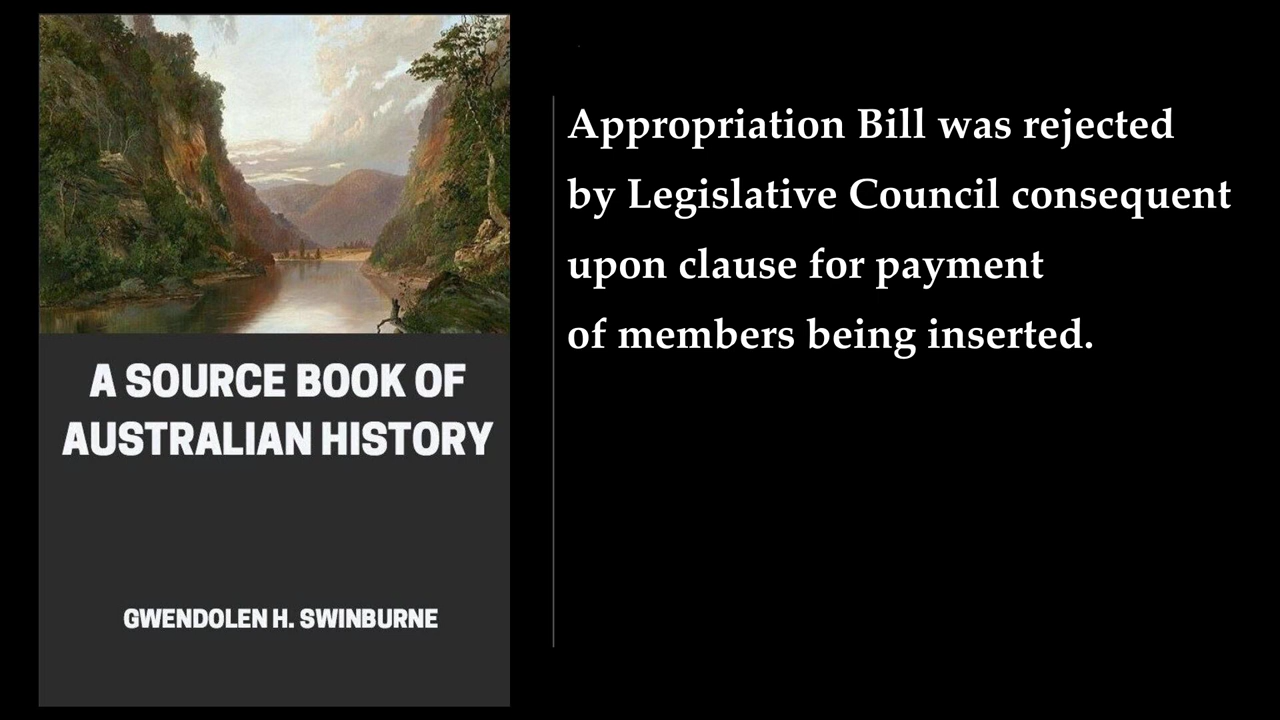 A SOURCE BOOK OF
AUSTRALIAN HISTORY
GWENDOLEN H. SWINBURNE
Appropriation Bill was rejected
by Legislative Council consequent
upon clause for payment
of members being inserted.